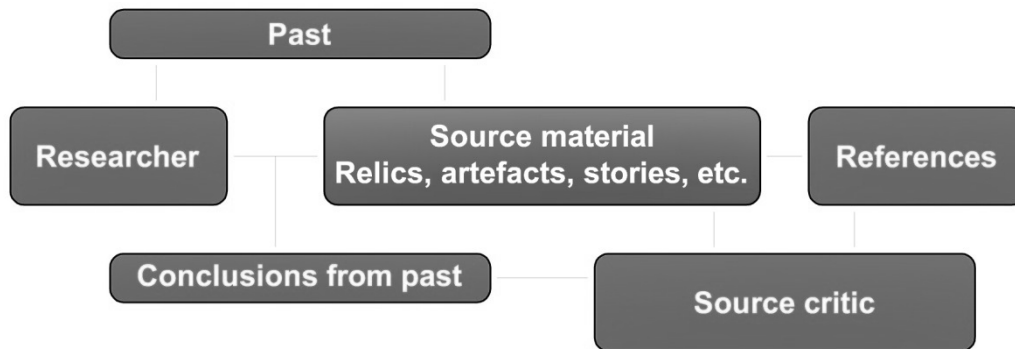 Past
Researcher
Source material
Relics, artefacts, stories, etc.
References
Conclusions from past
Source critic